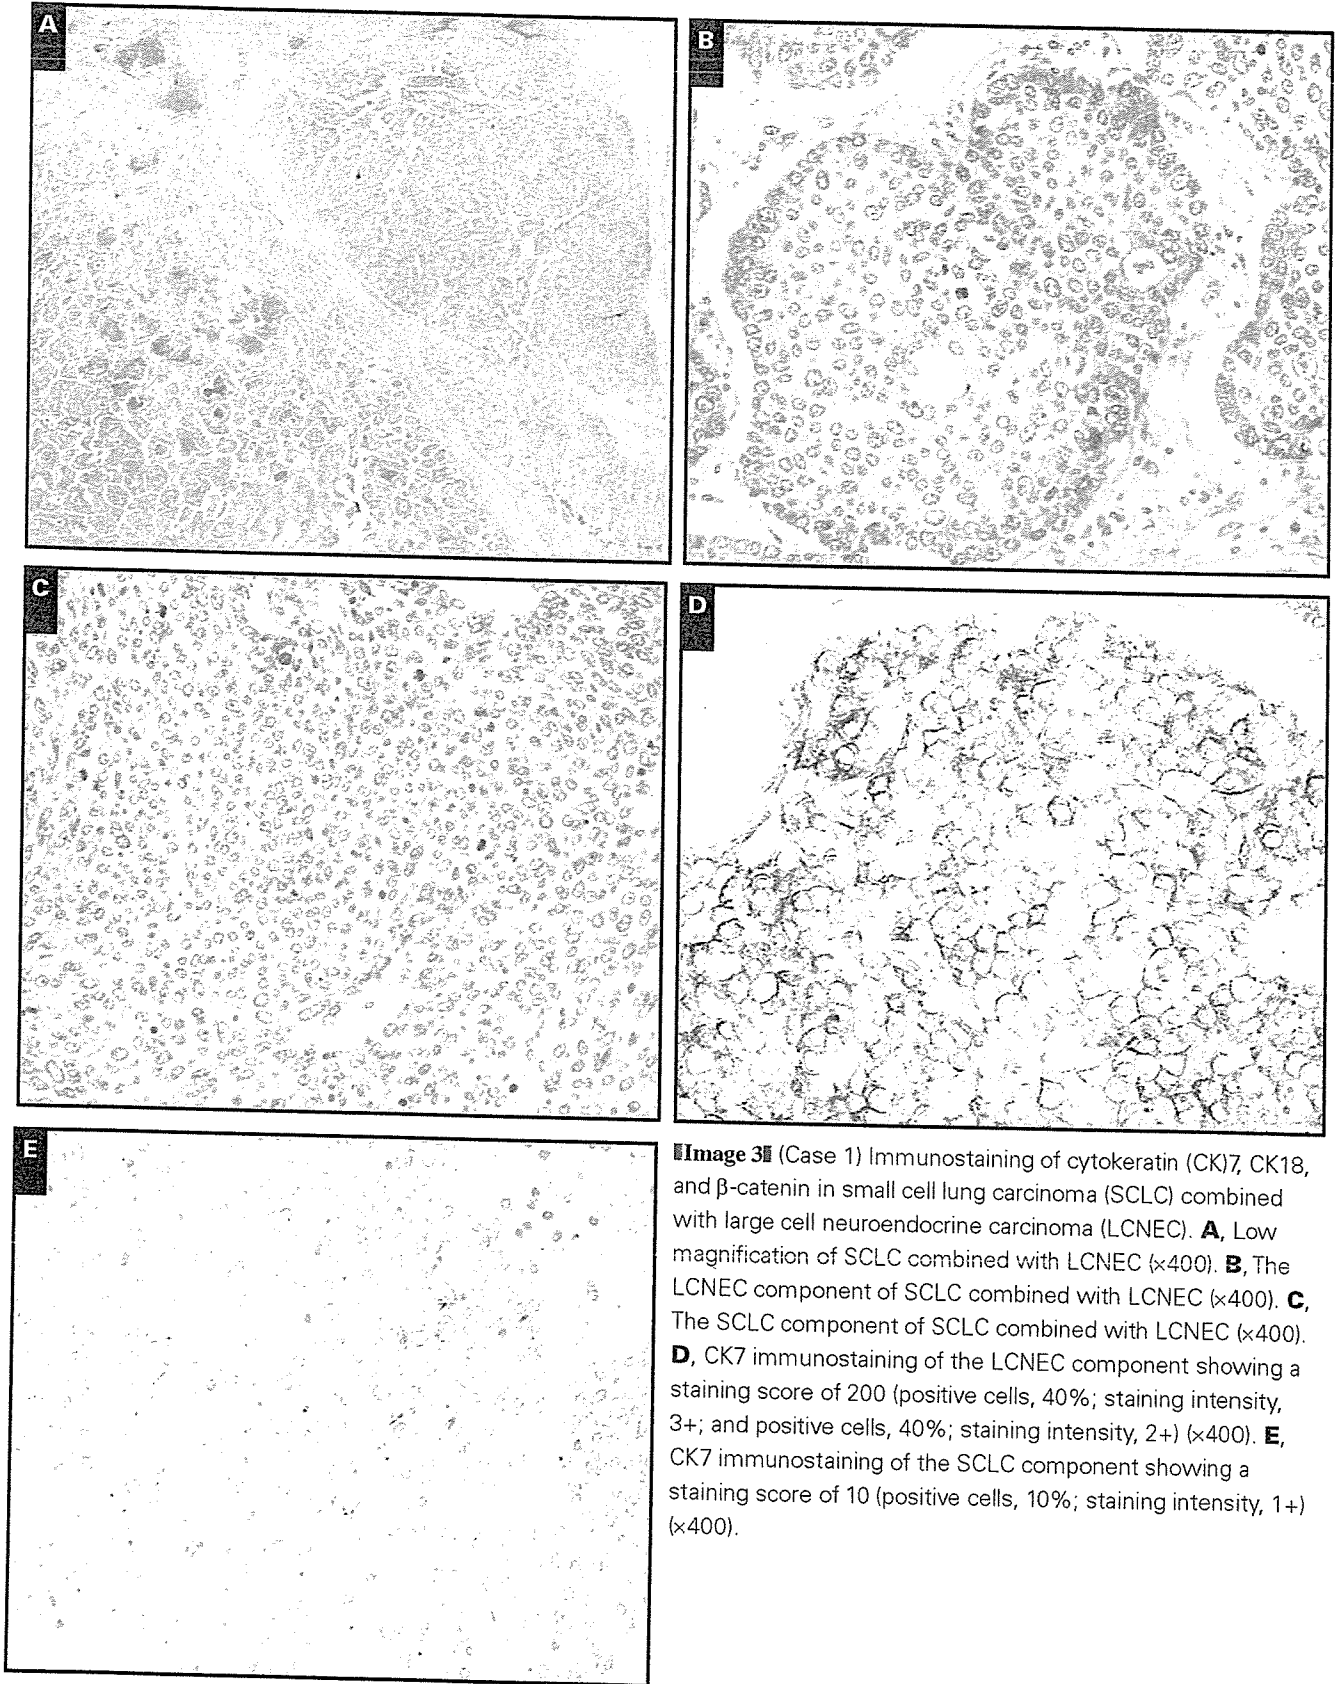 A
B
C
D
E
Image 3 (Case 1) Immunostaining of cytokeratin (CK)7, CK18,
and β-catenin in small cell lung carcinoma (SCLC) combined
with large cell neuroendocrine carcinoma (LCNEC). A, Low
magnification of SCLC combined with LCNEC (×400). B, The
LCNEC component of SCLC combined with LCNEC (×400). C,
The SCLC component of SCLC combined with LCNEC (×400).
D, CK7 immunostaining of the LCNEC component showing a
staining score of 200 (positive cells, 40%; staining intensity,
3+; and positive cells, 40%; staining intensity, 2+) (×400). E,
CK7 immunostaining of the SCLC component showing a
staining score of 10 (positive cells, 10%; staining intensity, 1+)
(×400).